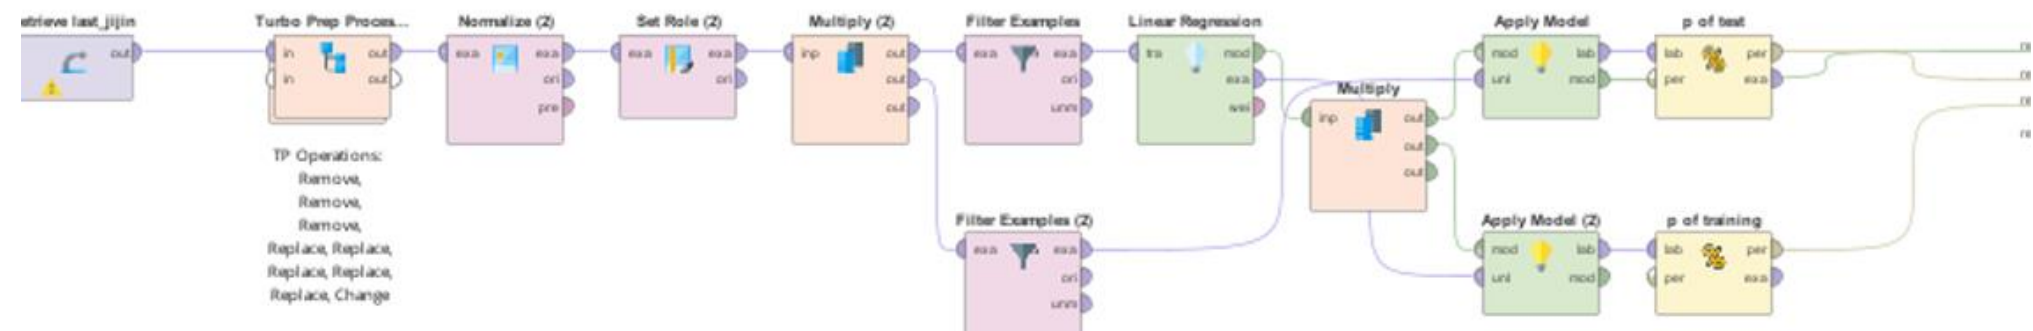 etrieve last_jijin
out
Turbo Prep Proces...
in out
in out
TP Operations:
Remove,
Remove,
Remove,
Replace, Replace,
Replace, Replace,
Replace, Change
Normalize (2)
exa exa
ori
pre
Set Role (2)
exa exa
ori
Multiply (2)
inp out
out
out
Filter Examples
exa exa
ori
unm
Filter Examples (2)
exa exa
ori
unm
Linear Regression
tra mod
exa
wei
Multiply
inp out
out
out
Apply Model
mod lab
unl mod
p of test
lab per
per exa
Apply Model (2)
mod lab
unl mod
p of training
lab per
per exa